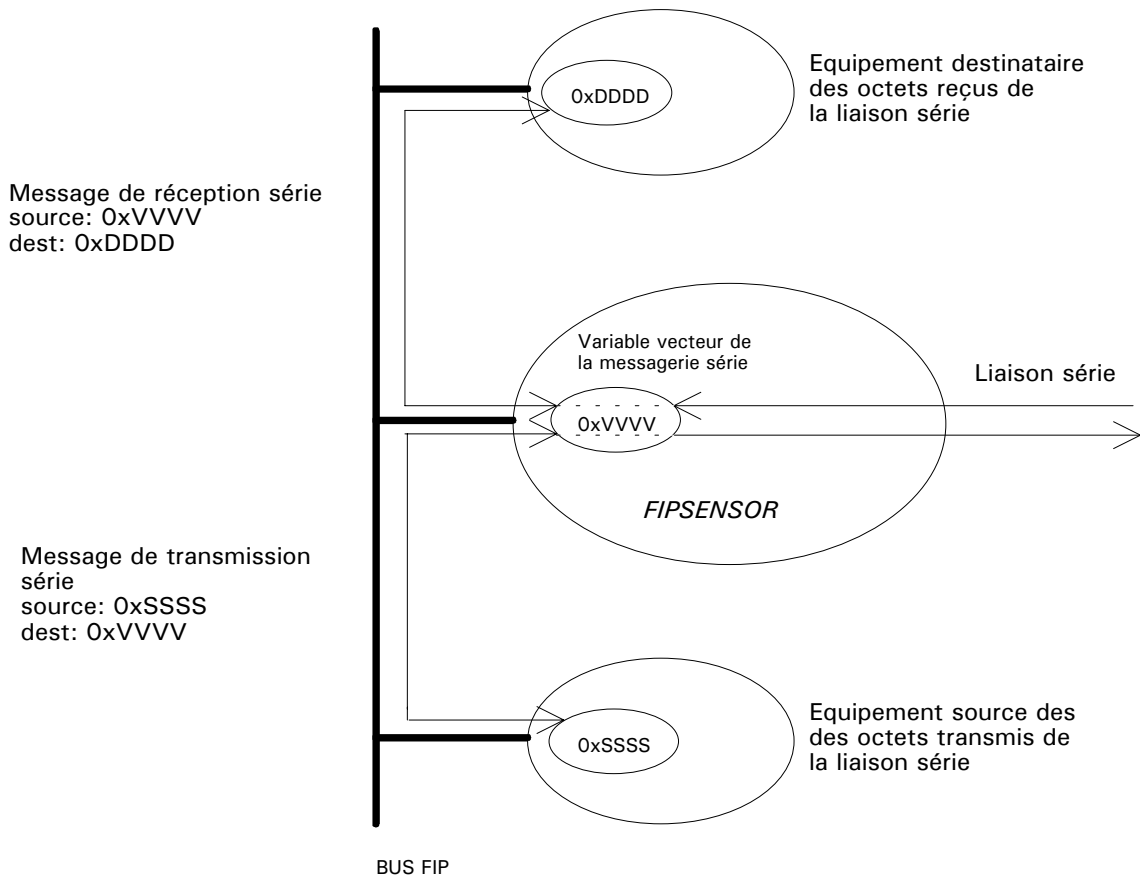 0xDDDD
Equipement destinataire
des octets reçus de
la liaison série
Message de réception série
source: 0xVVVV
dest: 0xDDDD
Variable vecteur de
la messagerie série
0xVVVV
Liaison série
FIPSENSOR
Message de transmission
série
source: 0xSSSS
dest: 0xVVVV
0xSSSS
Equipement source des
des octets transmis de
la liaison série
BUS FIP